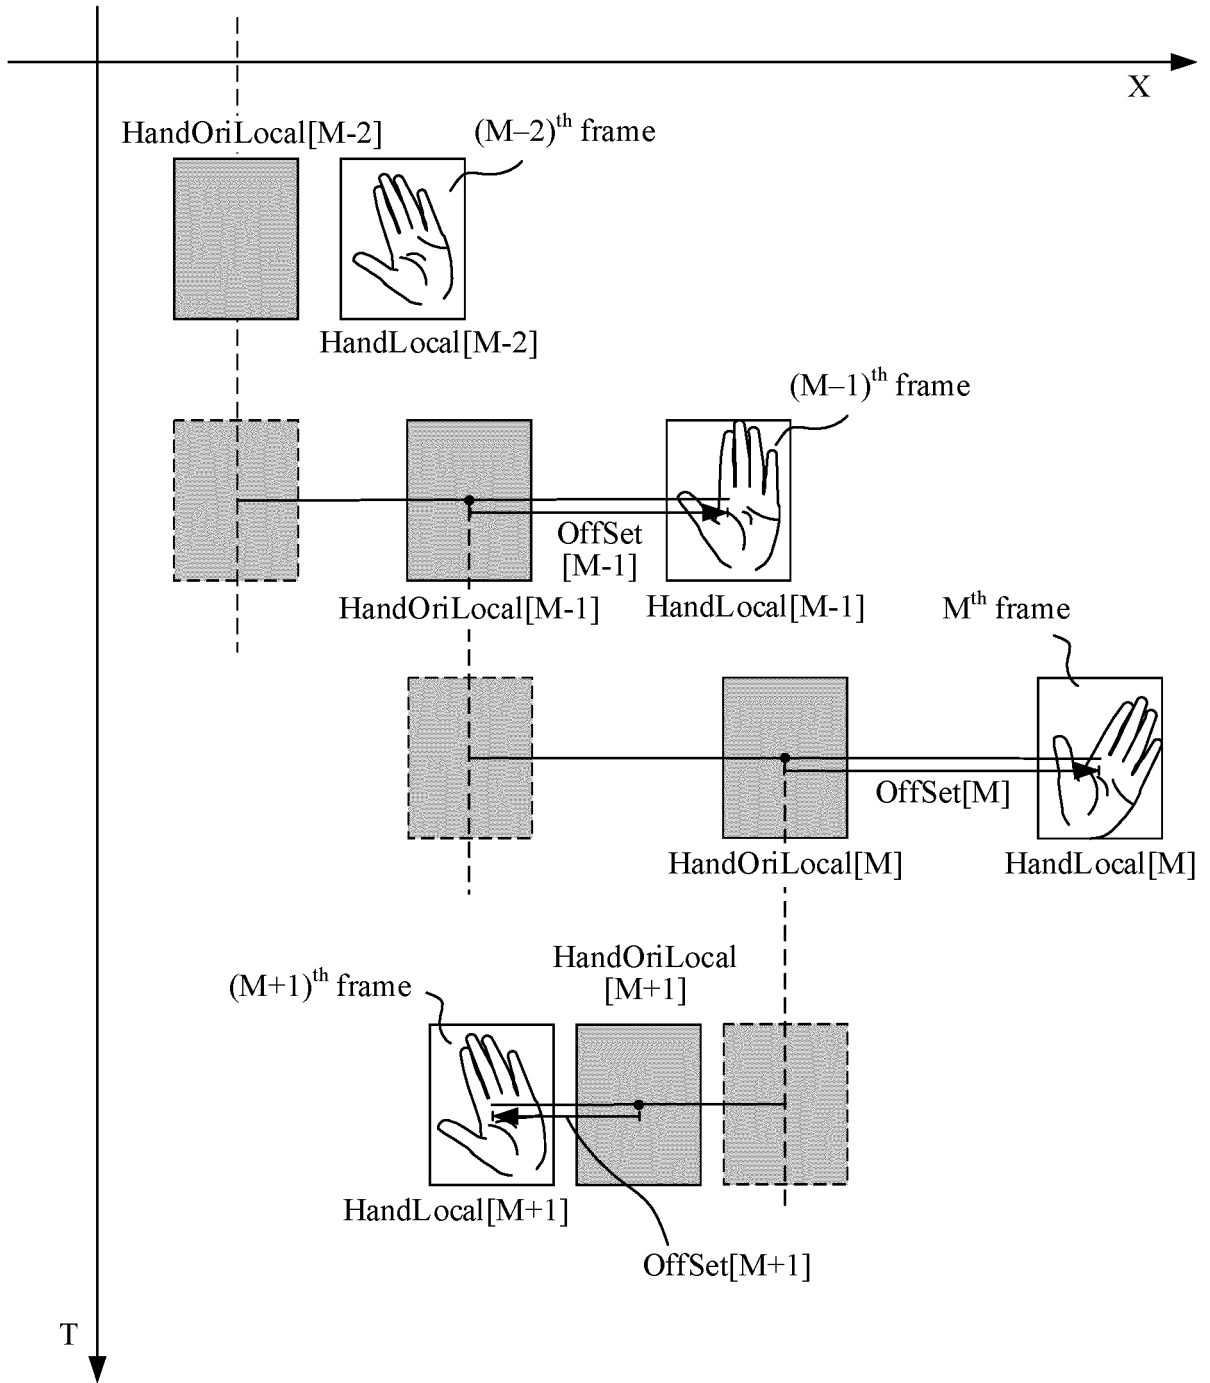 X
HandOriLocal[M-2]
(M–2)th frame
HandLocal[M-2]
(M–1)th frame
OffSet
[M-1]
HandOriLocal[M-1]
HandLocal[M-1]
Mth frame
OffSet[M]
HandOriLocal[M]
HandLocal[M]
HandOriLocal
[M+1]
(M+1)th frame
HandLocal[M+1]
OffSet[M+1]
T